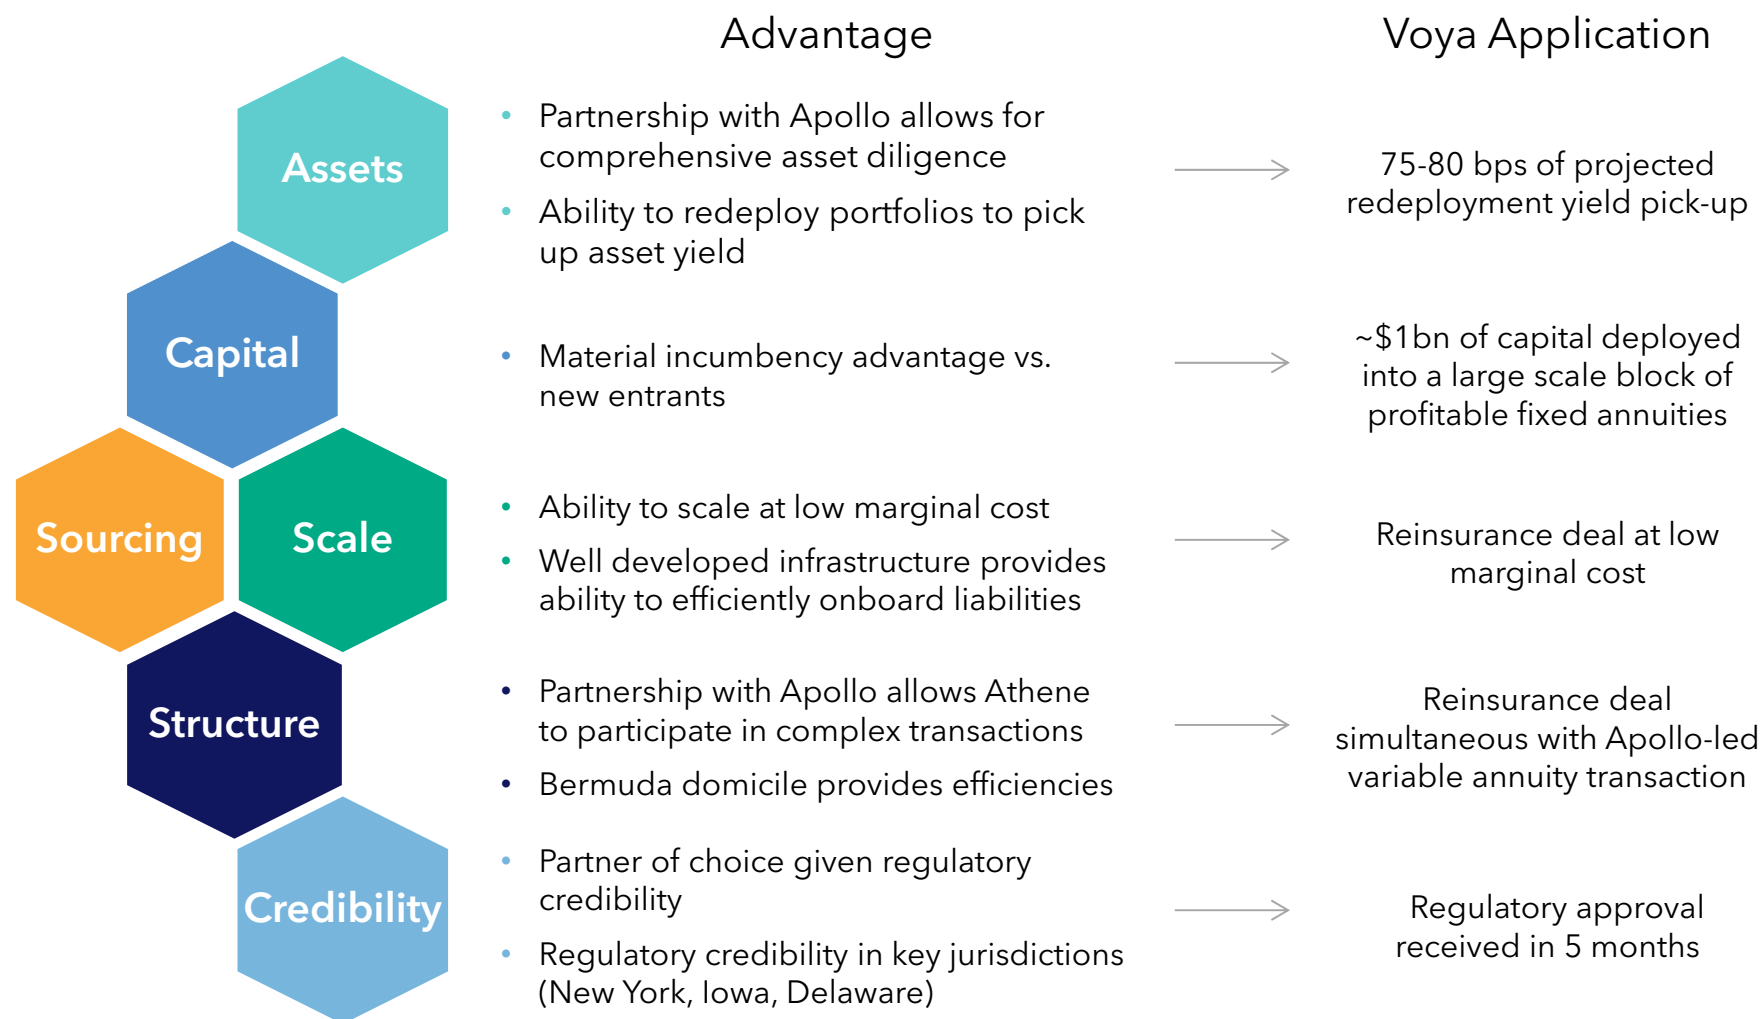 Advantage
Voya Application
Assets
• Partnership with Apollo allows for
comprehensive asset diligence
• Ability to redeploy portfolios to pick
up asset yield
75-80 bps of projected
redeployment yield pick-up
Capital
• Material incumbency advantage vs.
new entrants
~$1bn of capital deployed
into a large scale block of
profitable fixed annuities
Sourcing
Scale
• Ability to scale at low marginal cost
• Well developed infrastructure provides
ability to efficiently onboard liabilities
Reinsurance deal at low
marginal cost
Structure
• Partnership with Apollo allows Athene
to participate in complex transactions
• Bermuda domicile provides efficiencies
Reinsurance deal
simultaneous with Apollo-led
variable annuity transaction
Credibility
• Partner of choice given regulatory
credibility
• Regulatory credibility in key jurisdictions
(New York, Iowa, Delaware)
Regulatory approval
received in 5 months